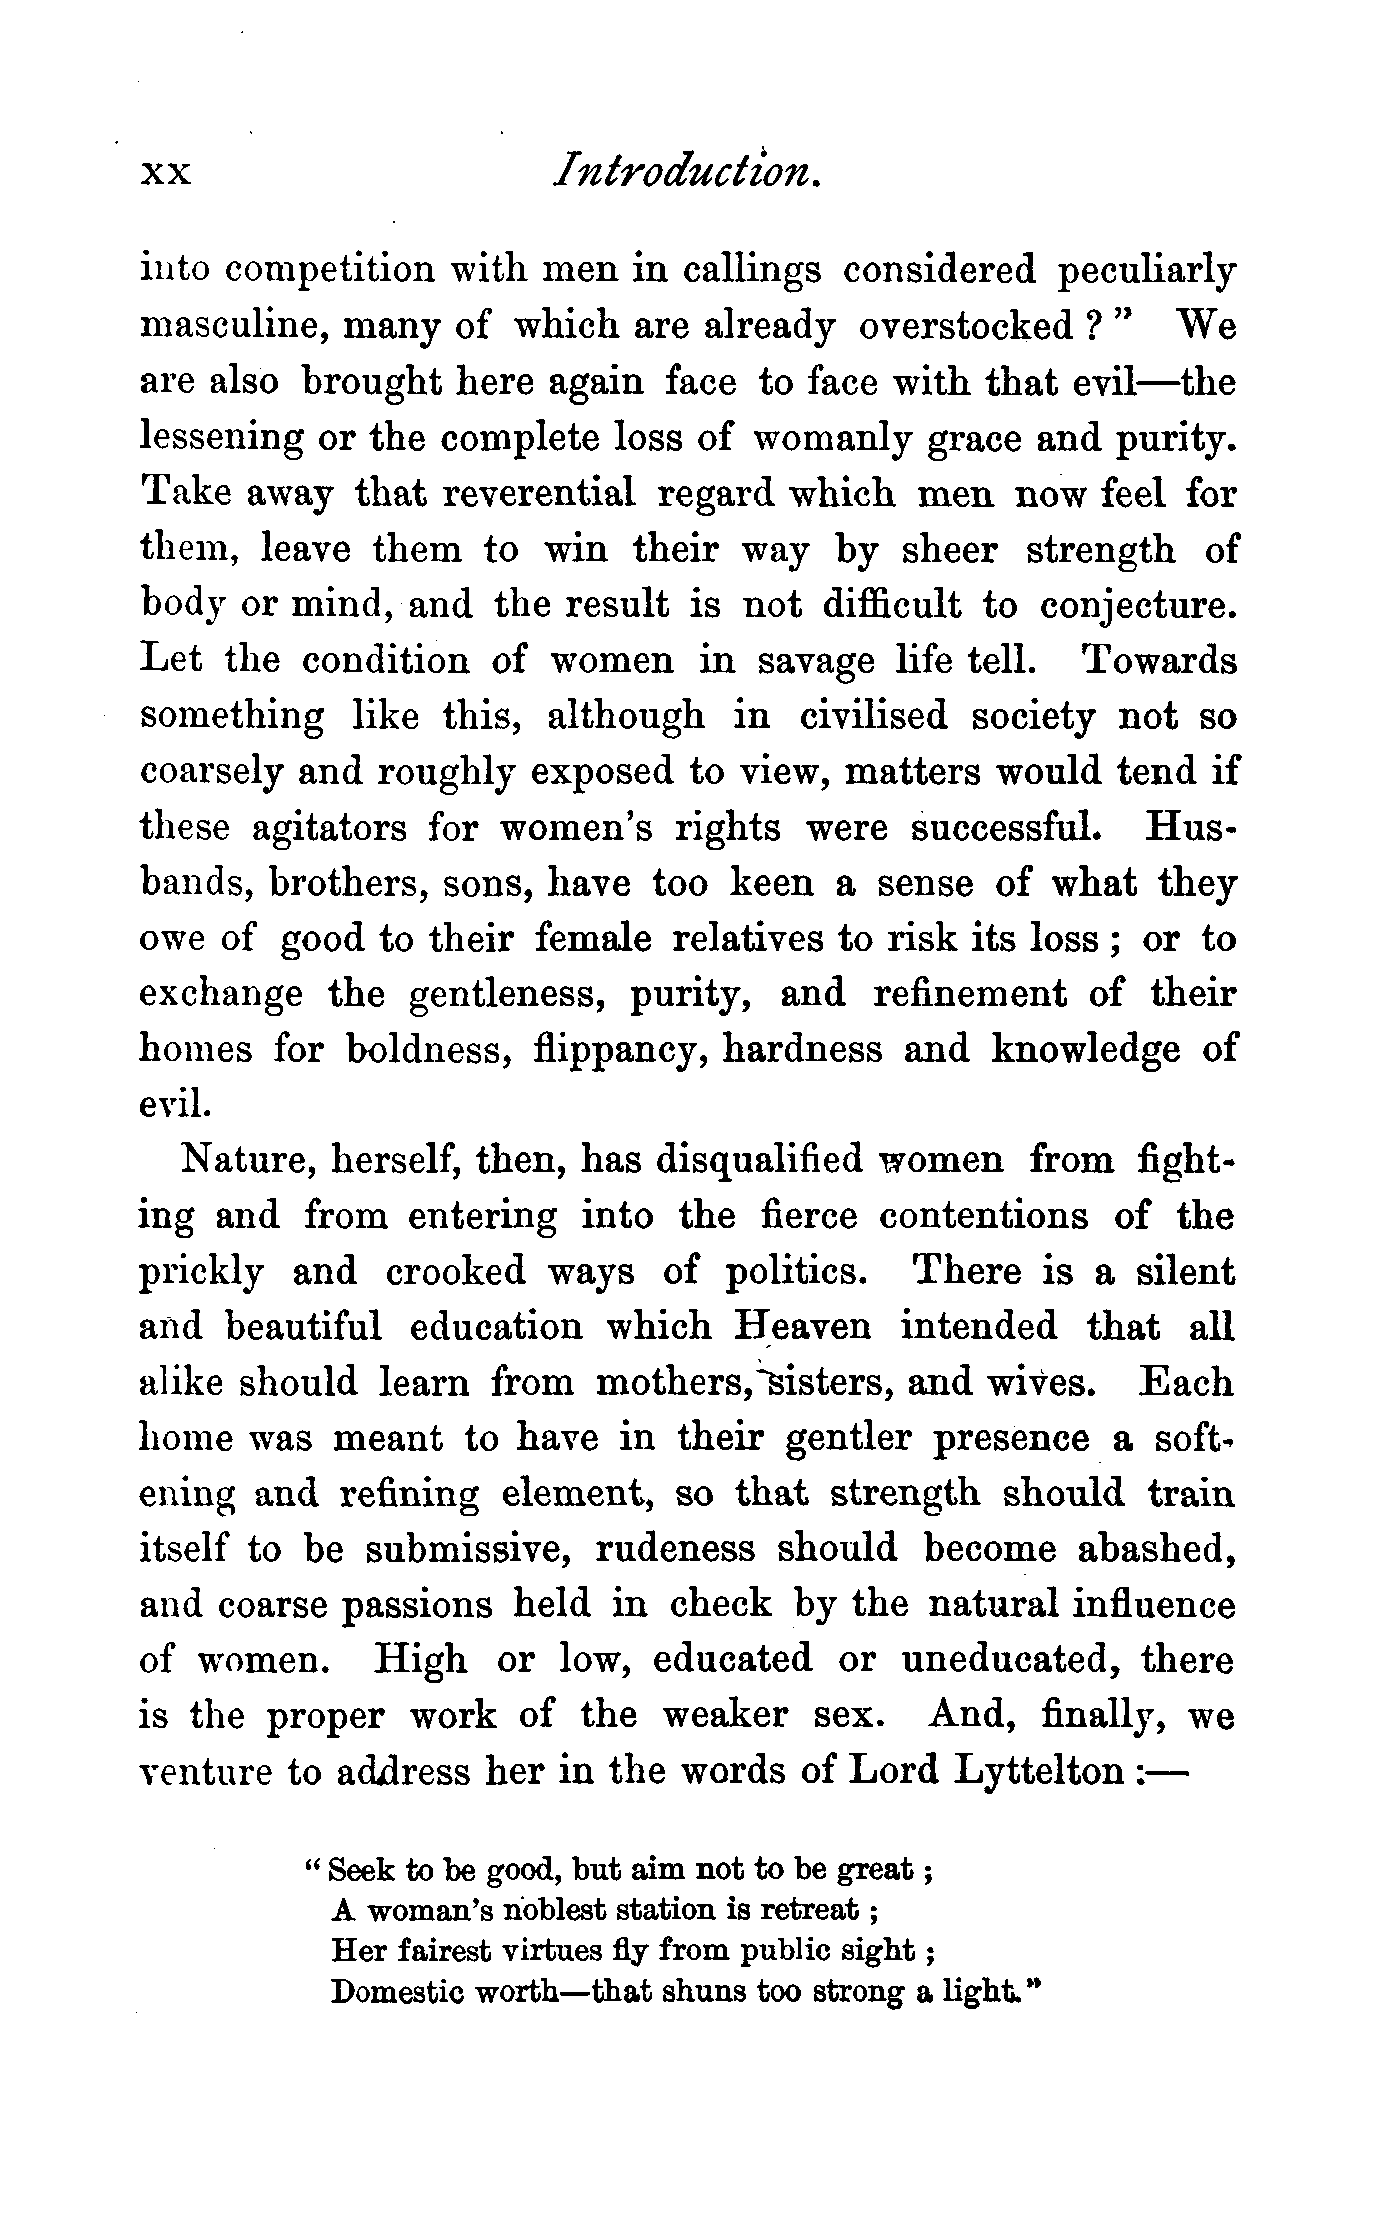 xx Introduction.
into competition with men in callings considered peculiarly
masculine, many of which are already overstocked ? ” We
are also brought here again face to face with that evil—the
lessening or the complete loss of womanly grace and purity.
Take away that reverential regard which men now feel for
them, leave them to win their way by sheer strength of
body or mind, and the result is not difficult to conjecture.
Let the condition of women in savage life tell. Towards
something like this, although in civilised society not so
coarsely and roughly exposed to view, matters would tend if
these agitators for women's rights were successful. Hus-
bands, brothers, sons, have too keen a sense of what they
owe of good to their female relatives to risk its loss ; or to
exchange the gentleness, purity, and refinement of their
homes for boldness, flippancy, hardness and knowledge of
evil.
Nature, herself, then, has disqualified women from fight-
ing and from entering into the fierce contentions of the
prickly and crooked ways of politics. There is a silent
and beautiful education which Heaven intended that all
alike should learn from mothers, sisters, and wives. Each
home was meant to have in their gentler presence a soft-
ening and refining element, so that strength should train
itself to be submissive, rudeness should become abashed,
and coarse passions held in check by the natural influence
of women. High or low, educated or uneducated, there
is the proper work of the weaker sex. And, finally, we
venture to address her in the words of Lord Lyttelton :—
“ Seek to be good, but aim not to be great ;
A woman's noblest station is retreat ;
Her fairest virtues fly from public sight ;
Domestic worth—that shuns too strong a light.”